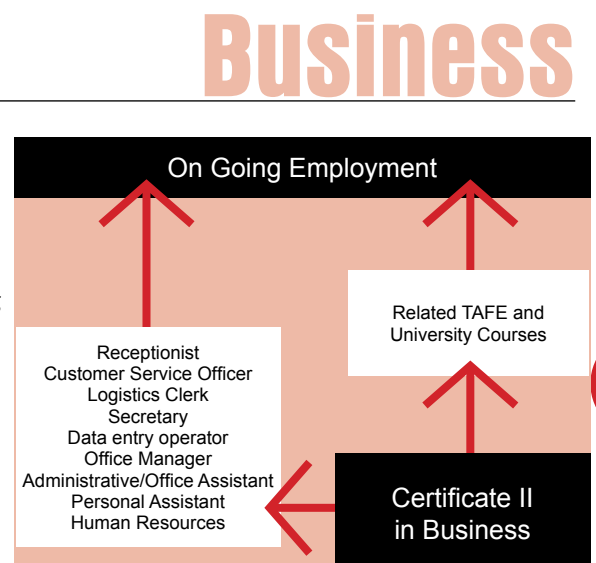 Business
On Going Employment
Related TAFE and
University Courses
Receptionist
Customer Service Officer
Logistics Clerk
Secretary
Data entry operator
Office Manager
Administrative/Office Assistant
Personal Assistant
Human Resources
Certificate II
in Business